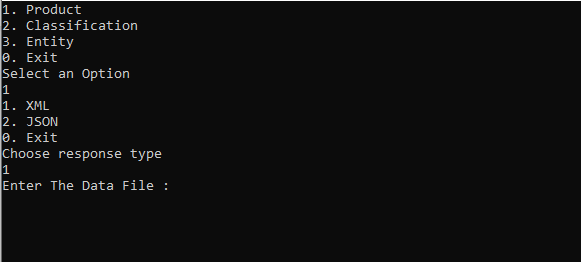 1. Product
2. Classification
3. Entity
0. Exit
Select an Option
1
1. XML
2. JSON
0. Exit
Choose response type
1
Enter The Data File :